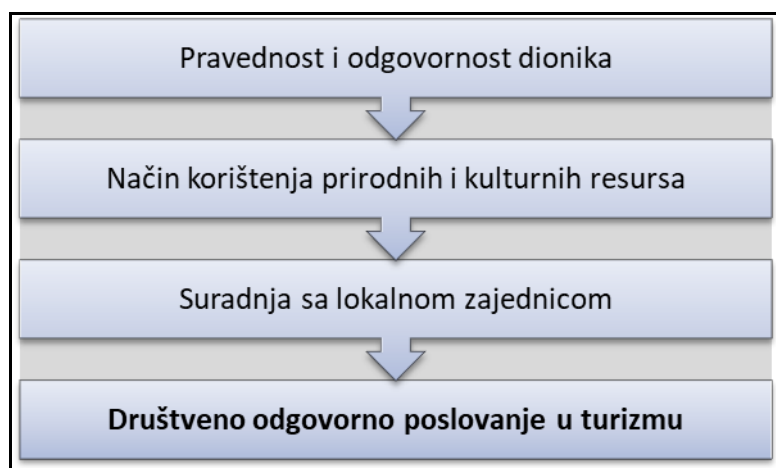 Pravednost i odgovornost dionika
Način korištenja prirodnih i kulturnih resursa
Suradnja sa lokalnom zajednicom
Društveno odgovorno poslovanje u turizmu